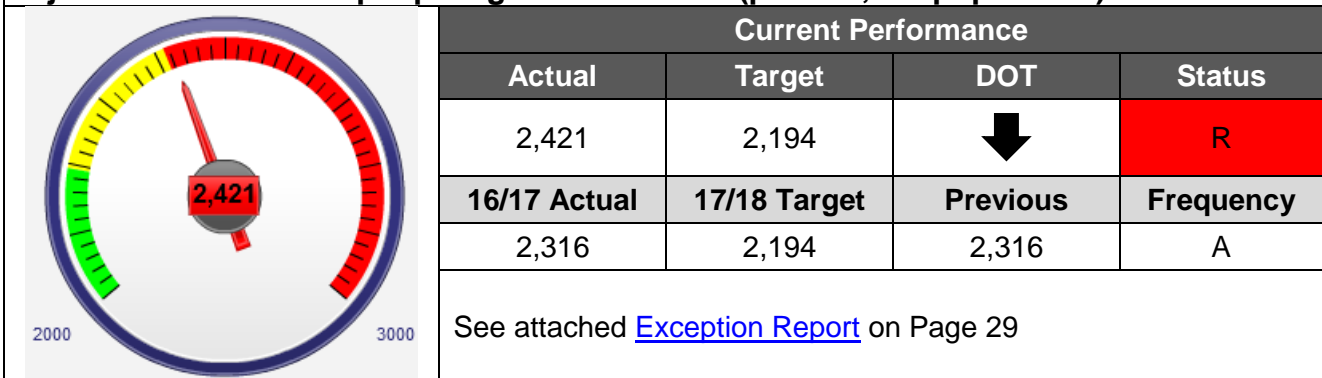 Current Performance
Actual Target DOT Status
2,421 2,194 R
16/17 Actual 17/18 Target Previous Frequency
2,316 2,194 2,316 A
2,421
2000 3000
See attached Exception Report on Page 29